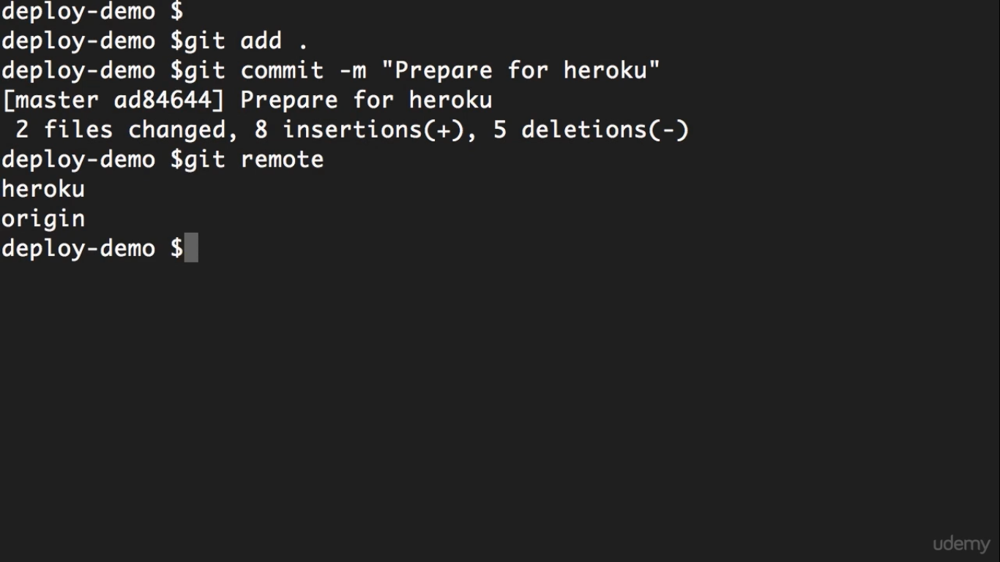 deploy-demo $
deploy-demo $git add .
deploy-demo $git commit -m "Prepare for heroku"
[master ad84644] Prepare for heroku
 2 files changed, 8 insertions(+), 5 deletions(-)
deploy-demo $git remote
heroku
origin
deploy-demo $
udemy